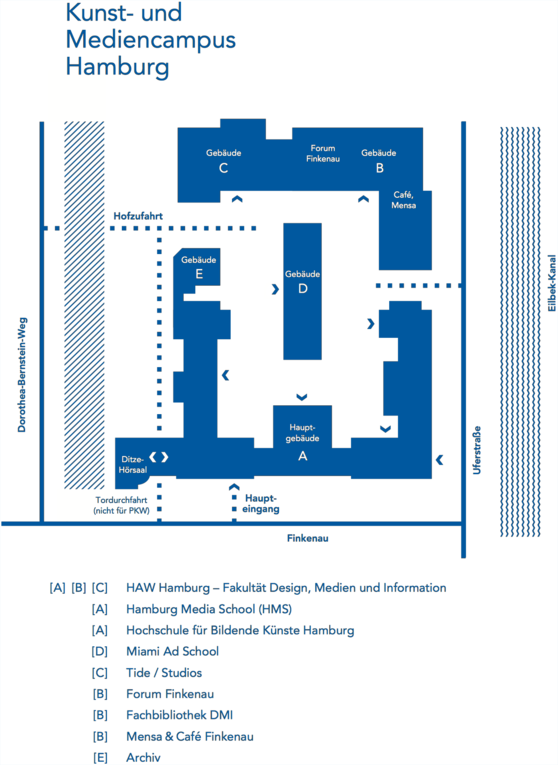 Kunst- und
Mediencampus
Hamburg
Gebäude
C
Forum
Finkenau
Gebäude
B
Café,
Mensa
Hofzufahrt
Gebäude
E
Gebäude
D
Eilbek-Kanal
Dorothea-Bernstein-Weg
Haupt-
gebäude
A
Ditze-
Hörsaal
Uferstraße
Tordurchfahrt
(nicht für PKW)
Haupt-
eingang
Finkenau
[A] [B] [C] HAW Hamburg – Fakultät Design, Medien und Information
[A] Hamburg Media School (HMS)
[A] Hochschule für Bildende Künste Hamburg
[D] Miami Ad School
[C] Tide / Studios
[B] Forum Finkenau
[B] Fachbibliothek DMI
[B] Mensa & Café Finkenau
[E] Archiv